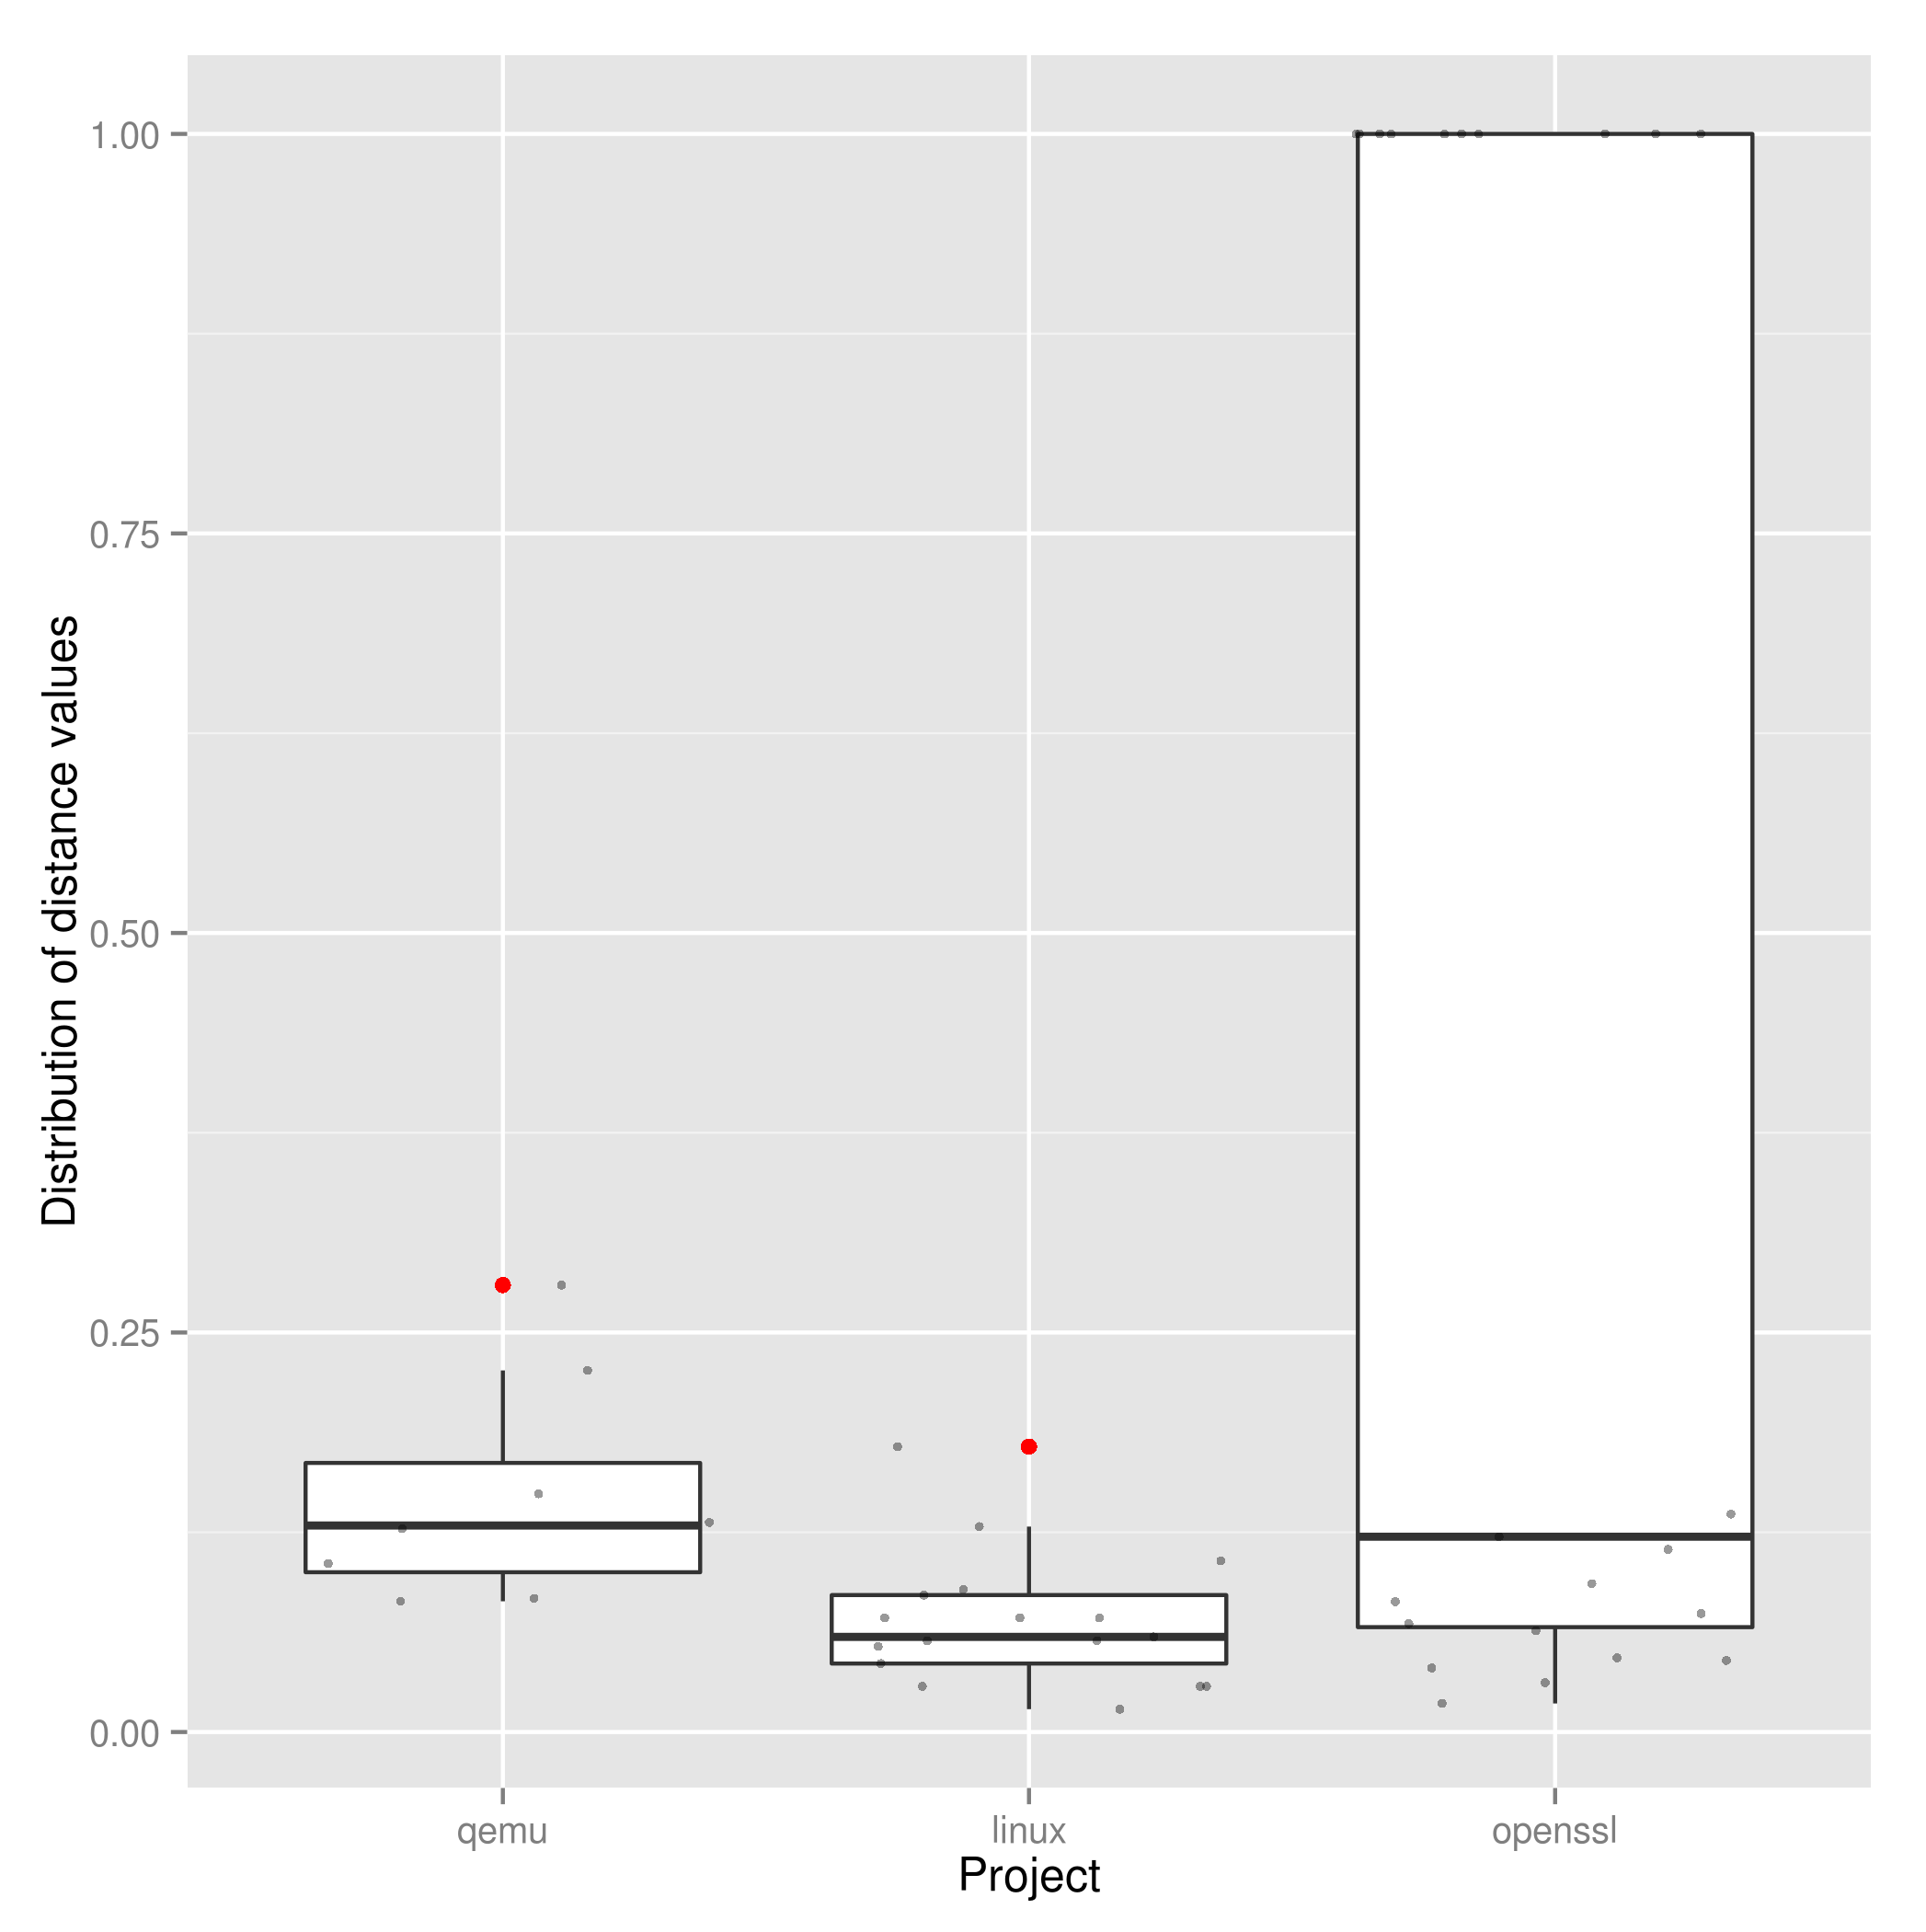 Distribution of distance values
1.00
0.75
0.50
0.25
0.00
qemu
linux
openssl
Project